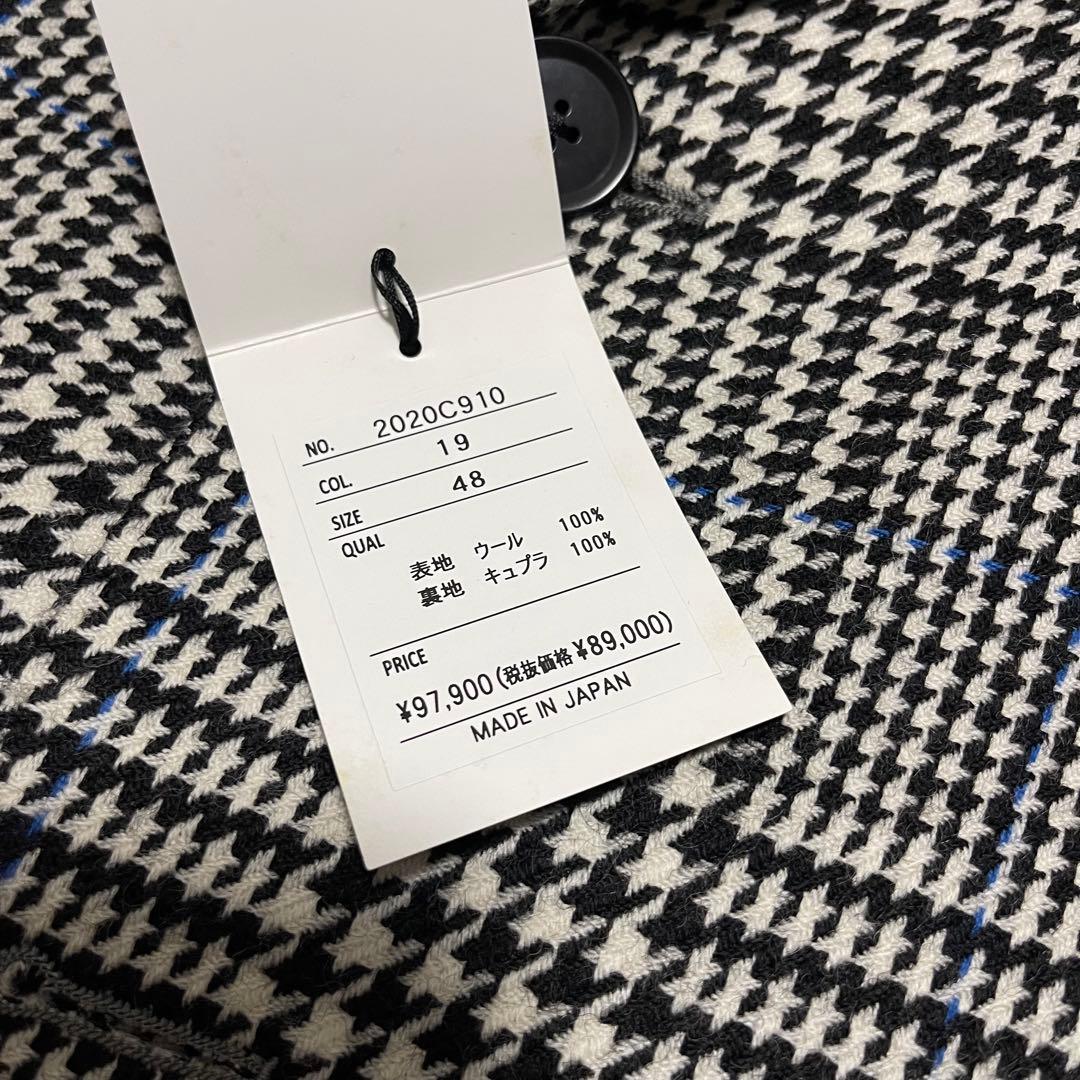 NO. 2020C910
COL. 19
SIZE 48
QUAL
表地 ウール 100%
裏地 キュプラ 100%
PRICE
¥97,900(税抜価格¥89,000)
MADE IN JAPAN